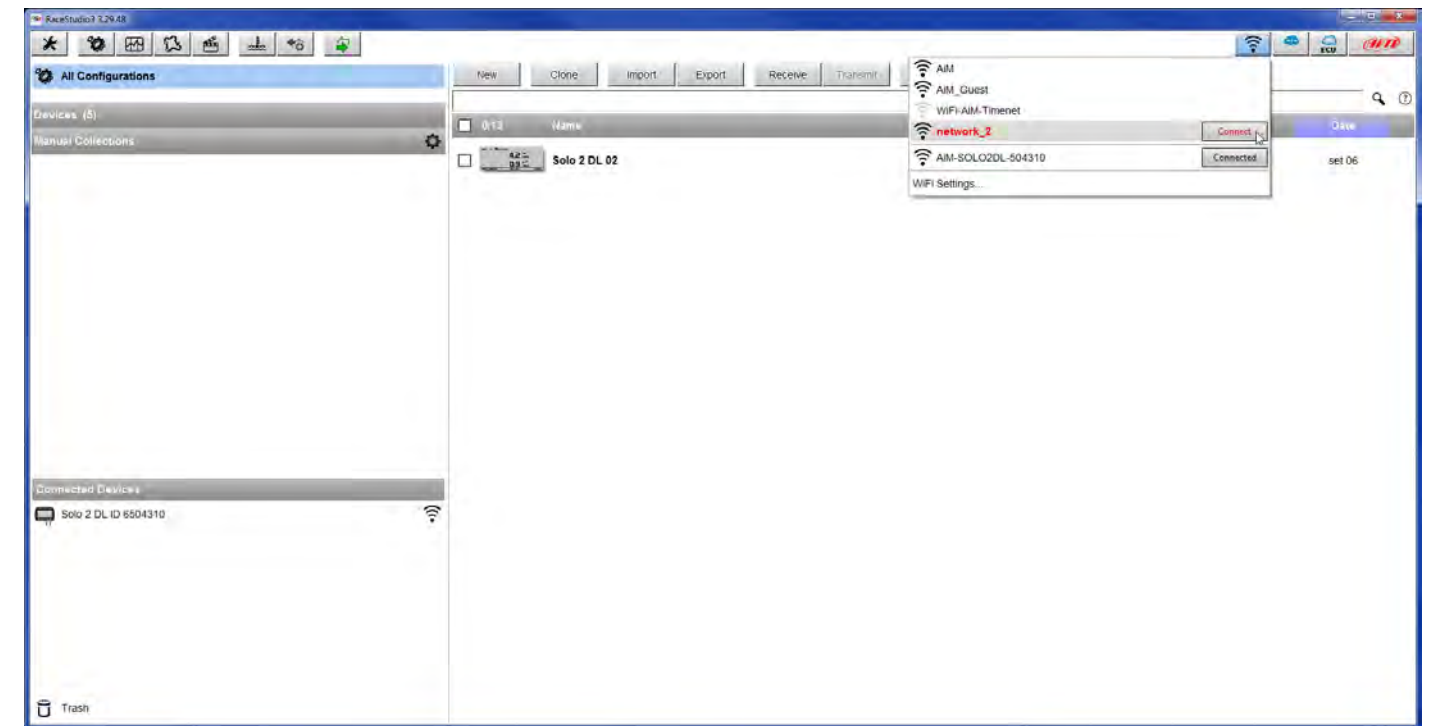 RaceStudio3 3.29.48
ECU
AiM
All Configurations
New Clone Import Export Receive Transmit
AiM
AiM_Guest
WiFi-AiM-Timenet
network_2 Connect
AiM-SOLO2DL-504310 Connected
WiFi Settings...
Devices (5)
Manual Collections
0/13 Name Date
Solo 2 DL 02 set 06
Connected Devices
Solo 2 DL ID 6504310
Trash